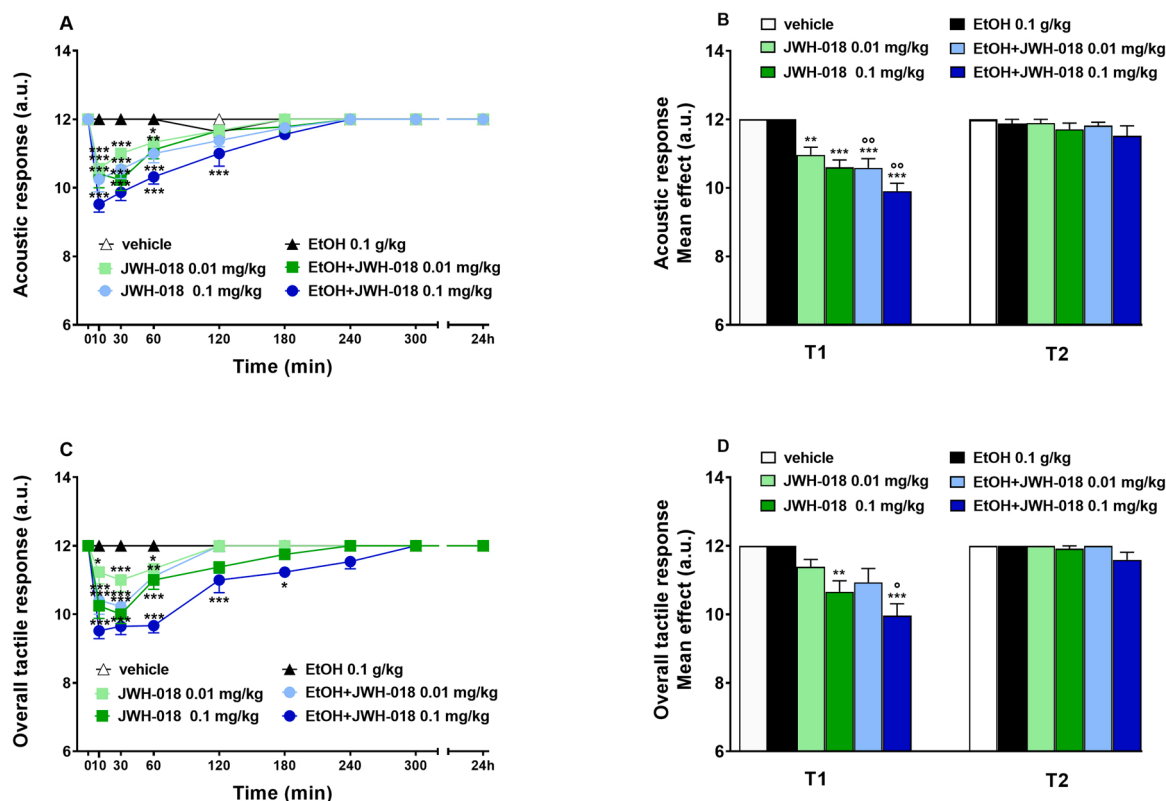 A
Acoustic response (a.u.)
14
12
10
8
6
*** *** *
*** *** **
*** *** ***
*** *** *** ***
vehicle EtOH 0.1 g/kg
JWH-018 0.01 mg/kg EtOH+JWH-018 0.01 mg/kg
JWH-018 0.1 mg/kg EtOH+JWH-018 0.1 mg/kg
0 10 30 60 120 180 240 300 24h
Time (min)
B
vehicle EtOH 0.1 g/kg
JWH-018 0.01 mg/kg EtOH+JWH-018 0.01 mg/kg
JWH-018 0.1 mg/kg EtOH+JWH-018 0.1 mg/kg
Acoustic response (a.u.)
Mean effect (a.u.)
14
12
10
8
6
** *** °° °°
*** ***
T1 T2
C
Overall tactile response (a.u.)
14
12
10
8
6
* *** *
*** *** **
*** *** ***
*** *** *** *** *
vehicle EtOH 0.1 g/kg
JWH-018 0.01 mg/kg EtOH+JWH-018 0.01 mg/kg
JWH-018 0.1 mg/kg EtOH+JWH-018 0.1 mg/kg
0 10 30 60 120 180 240 300 24h
Time (min)
D
vehicle EtOH 0.1 g/kg
JWH-018 0.01 mg/kg EtOH+JWH-018 0.01 mg/kg
JWH-018 0.1 mg/kg EtOH+JWH-018 0.1 mg/kg
Overall tactile response (a.u.)
Mean effect (a.u.)
14
12
10
8
6
** °
***
T1 T2